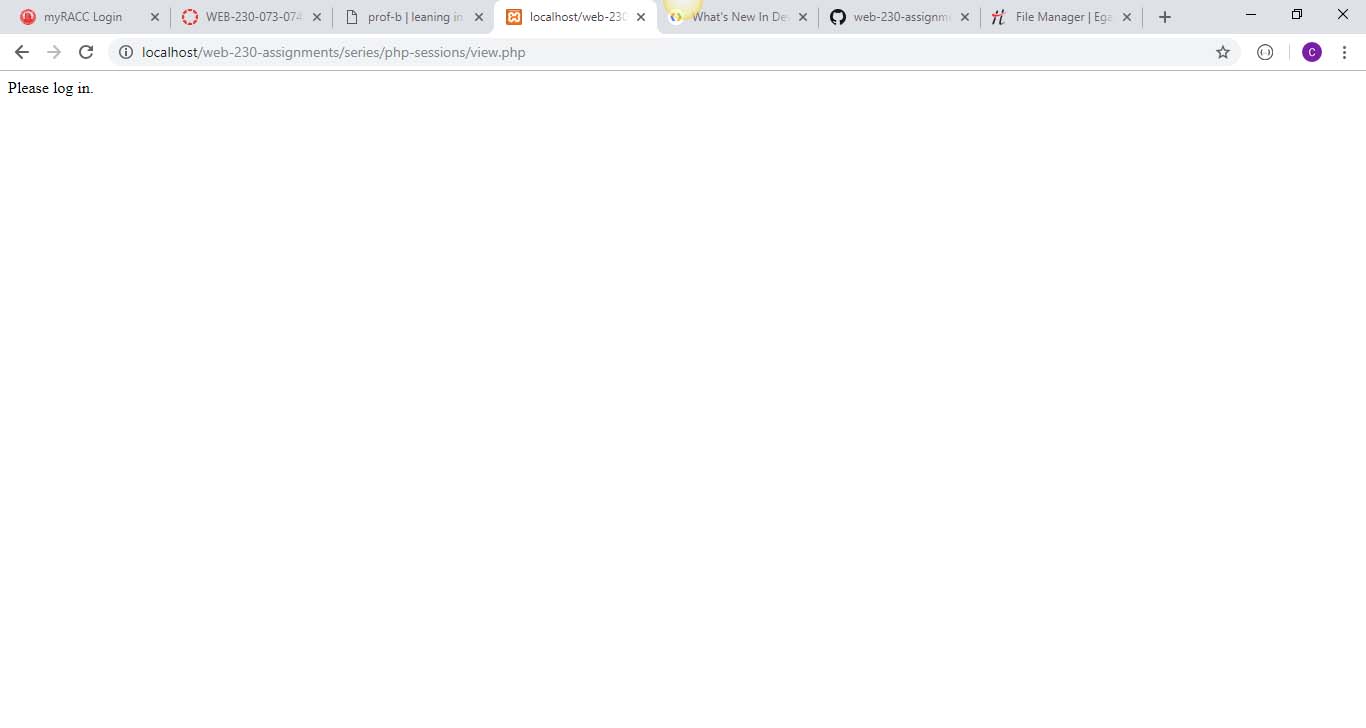 myRACC Login
WEB-230-073-074
prof-b | leaning in
localhost/web-230
What's New In De
web-230-assignm
File Manager | Ega
localhost/web-230-assignments/series/php-sessions/view.php
C
Please log in.